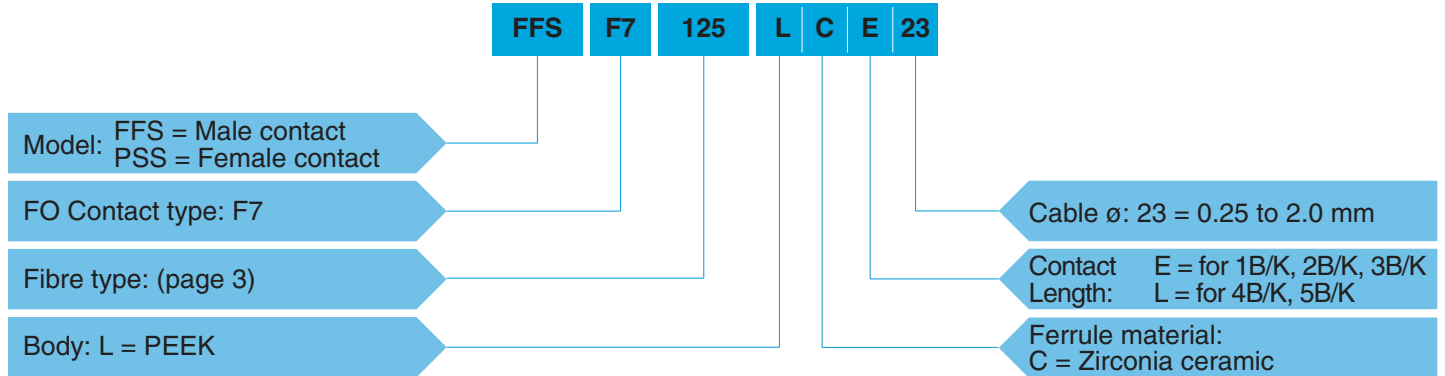 FFS F7 125 L C E 23
Model: FFS = Male contact
PSS = Female contact
FO Contact type: F7
Fibre type: (page 3)
Body: L = PEEK
Cable ø: 23 = 0.25 to 2.0 mm
Contact E = for 1B/K, 2B/K, 3B/K
Length: L = for 4B/K, 5B/K
Ferrule material:
C = Zirconia ceramic